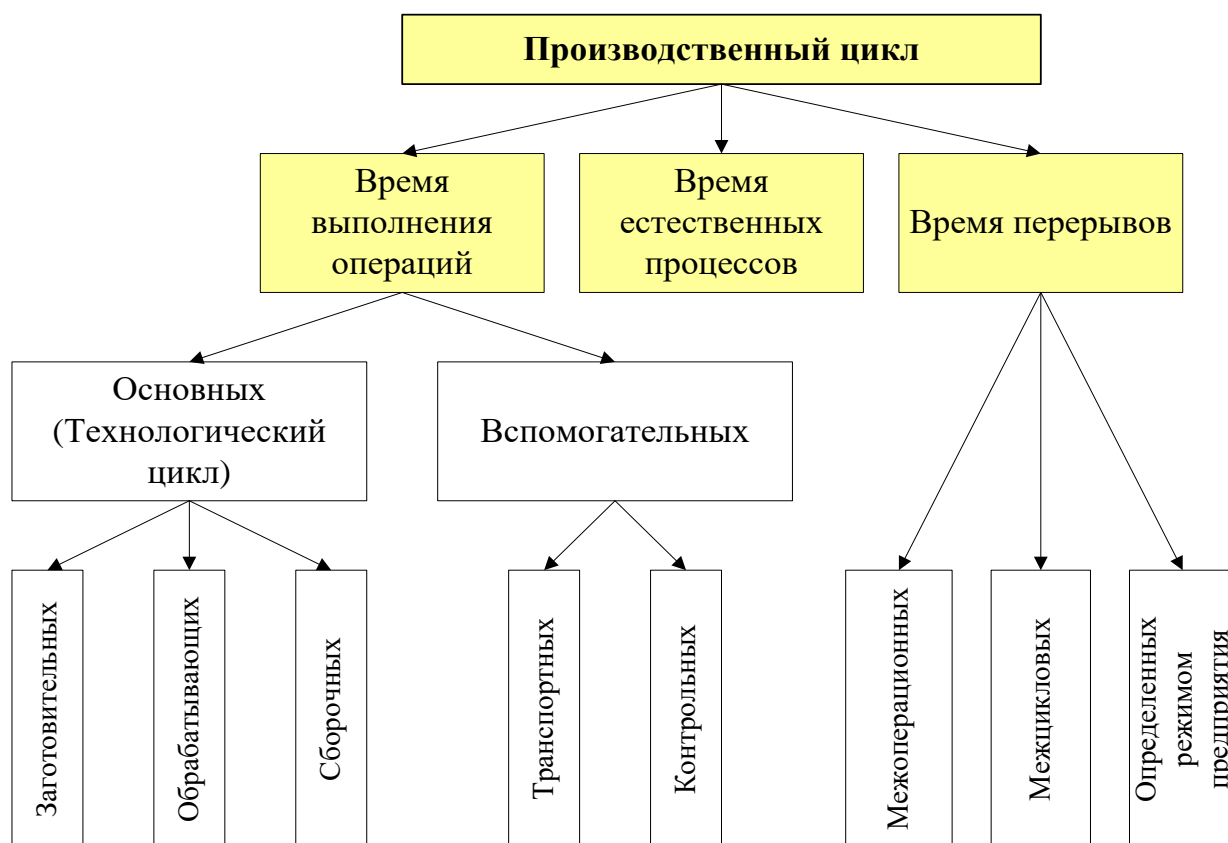 Производственный цикл
Время
выполнения
операций
Время
естественных
процессов
Время перерывов
Основных
(Технологический
цикл)
Вспомогательных
Заготовительных
Обрабатывающих
Сборочных
Транспортных
Контрольных
Межоперационных
Межцикловых
Определенных
режимом
предприятия